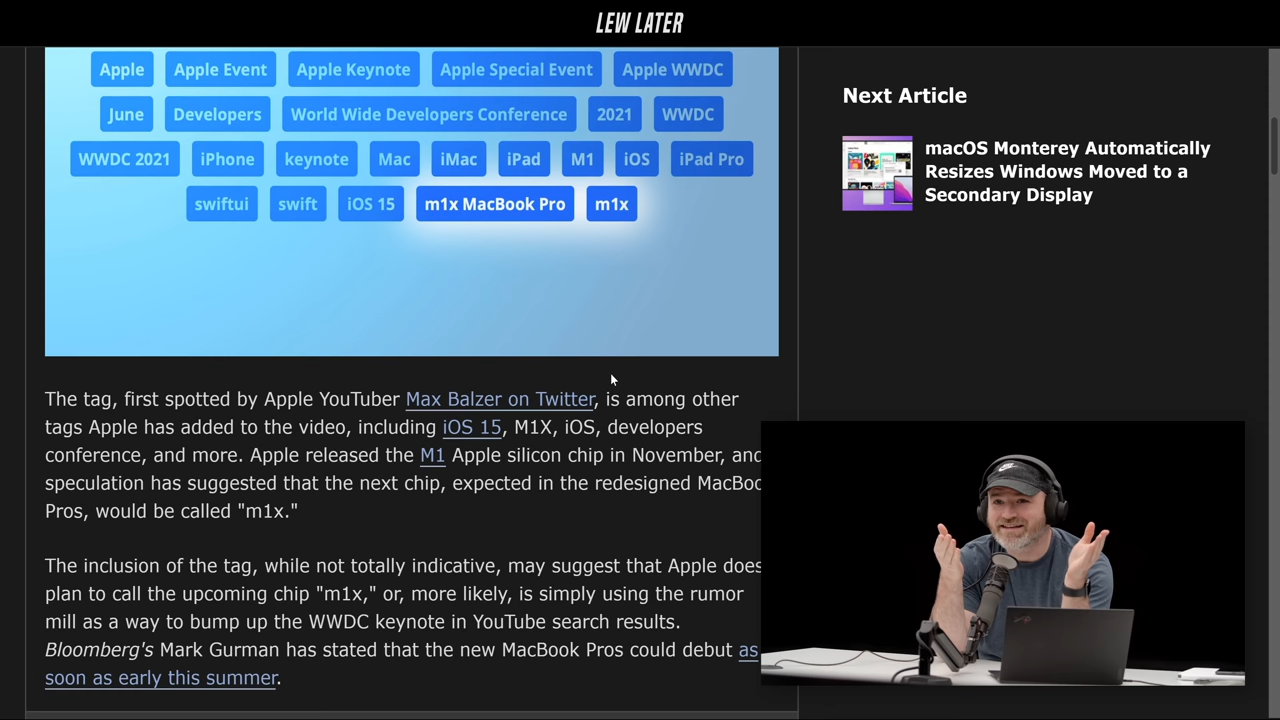 LEW LATER
Apple Apple Event Apple Keynote Apple Special Event Apple WWDC
June Developers World Wide Developers Conference 2021 WWDC
WWDC 2021 iPhone keynote Mac iMac iPad M1 iOS iPad Pro
swiftui swift iOS 15 m1x MacBook Pro m1x
The tag, first spotted by Apple YouTuber Max Balzer on Twitter, is among other
tags Apple has added to the video, including iOS 15, M1X, iOS, developers
conference, and more. Apple released the M1 Apple silicon chip in November, and
speculation has suggested that the next chip, expected in the redesigned MacBoo
Pros, would be called "m1x."
The inclusion of the tag, while not totally indicative, may suggest that Apple does
plan to call the upcoming chip "m1x," or, more likely, is simply using the rumor
mill as a way to bump up the WWDC keynote in YouTube search results.
Bloomberg's Mark Gurman has stated that the new MacBook Pros could debut as
soon as early this summer.
Next Article
macOS Monterey Automatically
Resizes Windows Moved to a
Secondary Display